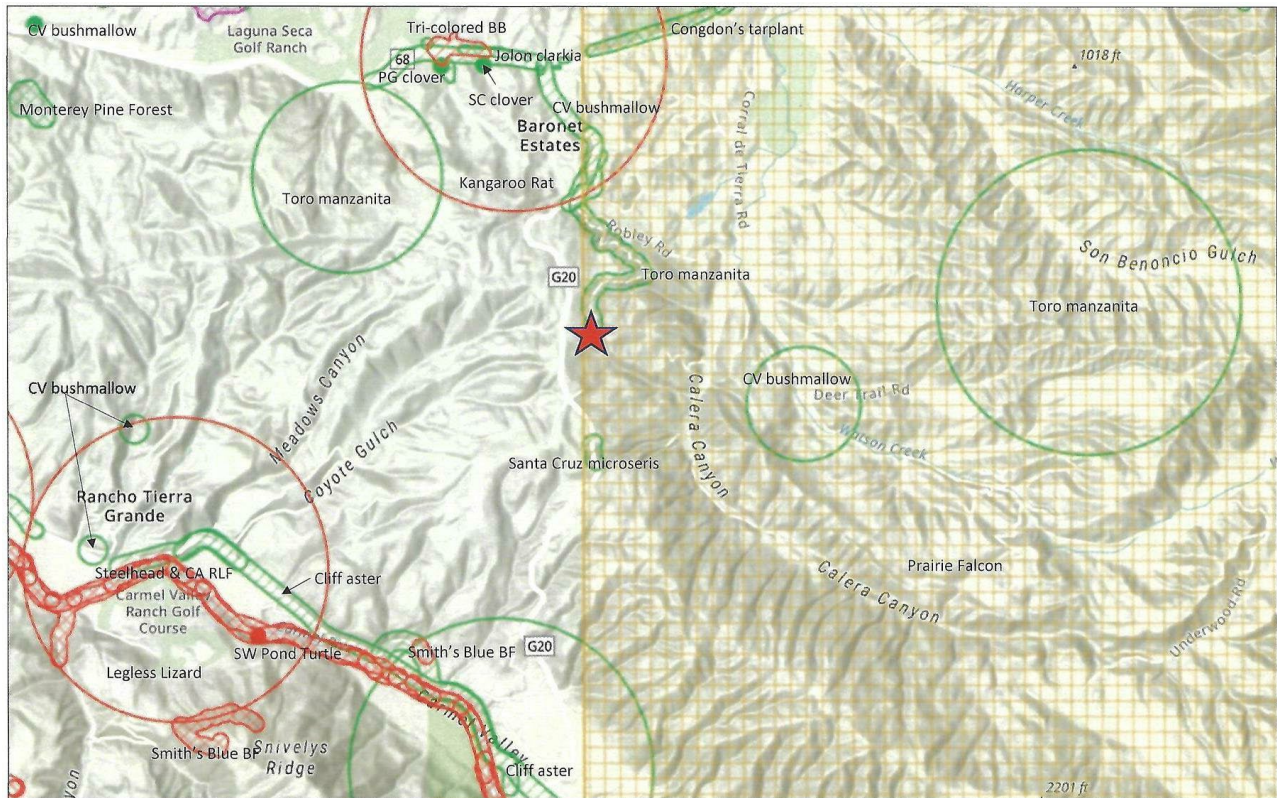 CV bushmallow
Laguna Seca
Golf Ranch
Tri-colored BB
Congdon's tarplant
68
Jolon clarkia
PG clover
SC clover
1018 ft
Monterey Pine Forest
CV bushmallow
Harper Creek
Baronet
Estates
Corral de Tierra Rd
Kangaroo Rat
Toro manzanita
Robley Rd
San Benancio Gulch
G20
Toro manzanita
Toro manzanita
Meadows Canyon
CV bushmallow
CV bushmallow
Deer Trail Rd
Calera Canyon
Coyote Gulch
Watson Creek
Santa Cruz microseris
Rancho Tierra
Grande
Steelhead & CA RLF
Cliff aster
Prairie Falcon
Carmel Valley
Ranch Golf
Course
Calera Canyon
Underwood Rd
SW Pond Turtle
Smith's Blue BF
G20
Legless Lizard
Carmel Valley
Smith's Blue BF
Snivelys
Ridge
Cliff aster
2201 ft